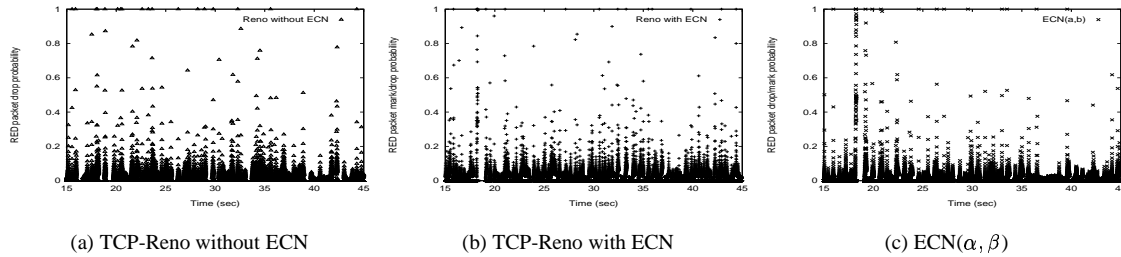 Reno without ECN
RED packet drop probability
1
0.8
0.6
0.4
0.2
0
15 20 25 30 35 40 45
Time (sec)
(a) TCP-Reno without ECN
Reno with ECN
RED packet mark/drop probability
1
0.8
0.6
0.4
0.2
0
15 20 25 30 35 40 45
Time (sec)
(b) TCP-Reno with ECN
ECN(a,b)
RED packet drop/mark probability
1
0.8
0.6
0.4
0.2
0
15 20 25 30 35 40 45
Time (sec)
(c) ECN(α, β)